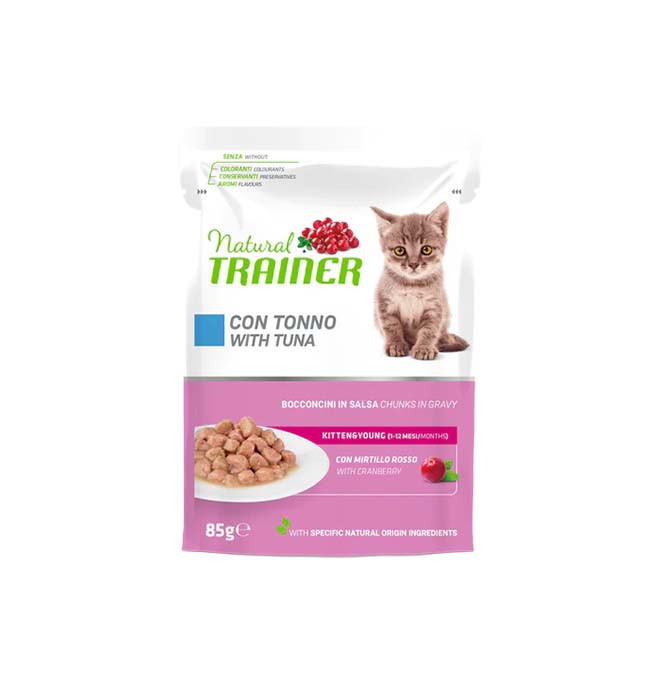 SENZA WITHOUT
COLORANTI COLOURANTS
CONSERVANTI PRESERVATIVES
AROMI FLAVOURS
Natural
TRAINER
CON TONNO
WITH TUNA
BOCCONCINI IN SALSA CHUNKS IN GRAVY
KITTEN&YOUNG (1-12 MESI/MONTHS)
CON MIRTILLO ROSSO
WITH CRANBERRY
85g℮
WITH SPECIFIC NATURAL ORIGIN INGREDIENTS